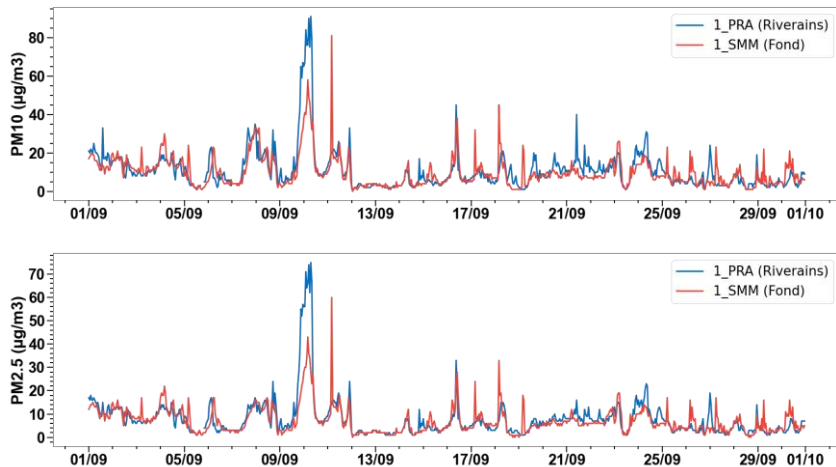 PM10 (µg/m3)
80
60
40
20
0
1_PRA (Riverains)
1_SMM (Fond)
01/09 05/09 09/09 13/09 17/09 21/09 25/09 29/09 01/10
PM2.5 (µg/m3)
70
60
50
40
30
20
10
0
1_PRA (Riverains)
1_SMM (Fond)
01/09 05/09 09/09 13/09 17/09 21/09 25/09 29/09 01/10